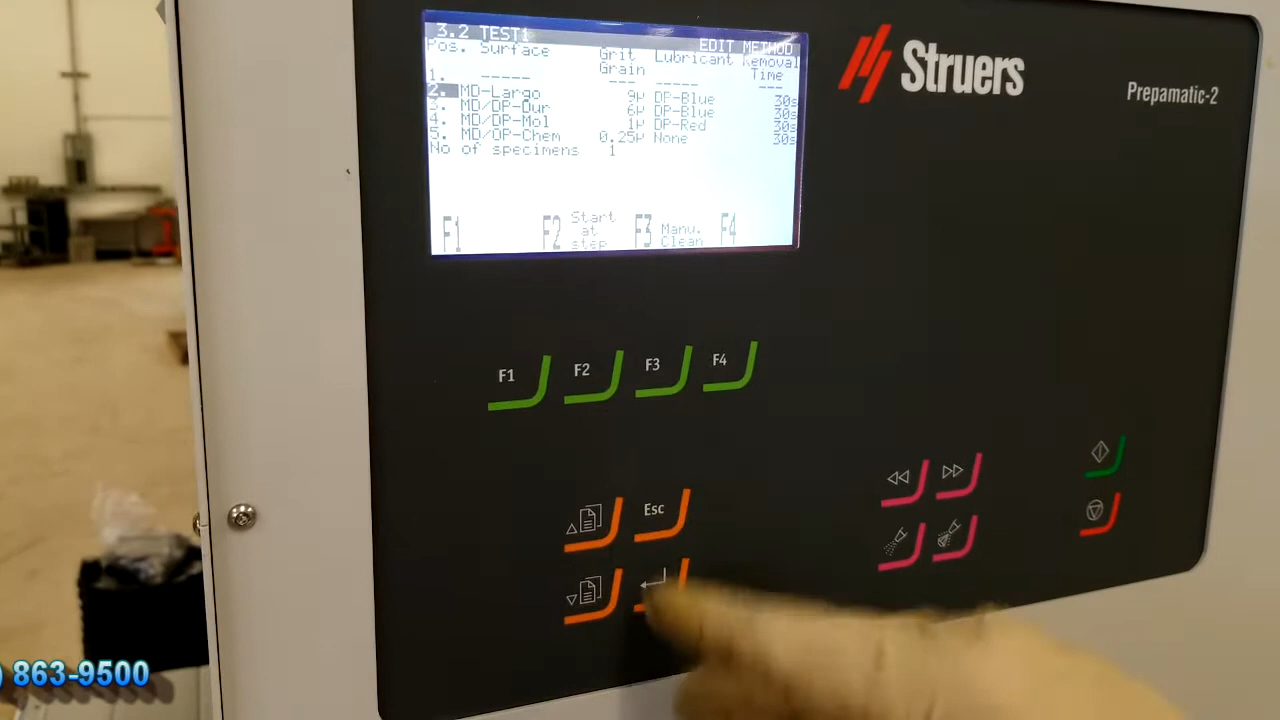 3.2 TEST1
EDIT METHOD
Pos. Surface Grit Lubricant Removal
Grain Time
1. ----- --- ----- ---
2. MD-Largo 9µ DP-Blue 30s
3. MD/DP-Dur 6µ DP-Blue 30s
4. MD/DP-Mol 1µ DP-Red 30s
5. MD/OP-Chem 0.25µ None 30s
No of specimens 1
F1 F2 Start at step F3 Manu. Clean F4
Struers
Prepamatic-2
F1 F2 F3 F4
Esc
) 863-9500